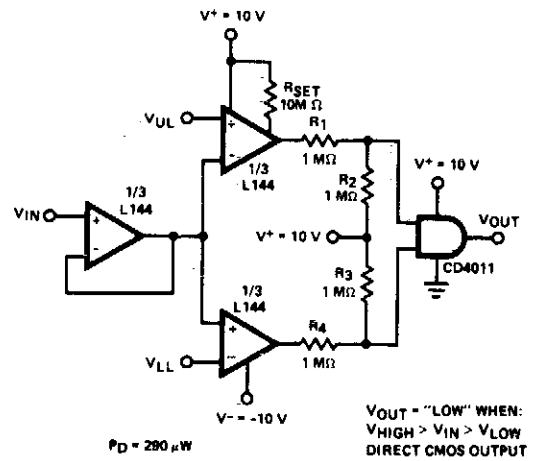 V+ = 10 V
RSET
10M Ω
VUL
+
-
1/3
L144
R1
1 MΩ
R2
1 MΩ
V+ = 10 V
VOUT
CD4011
VIN
+
-
1/3
L144
V+ = 10 V
R3
1 MΩ
1/3
L144
+
-
VLL
R4
1 MΩ
V- = -10 V
PD = 290 μW
VOUT = "LOW" WHEN:
VHIGH > VIN > VLOW
DIRECT CMOS OUTPUT